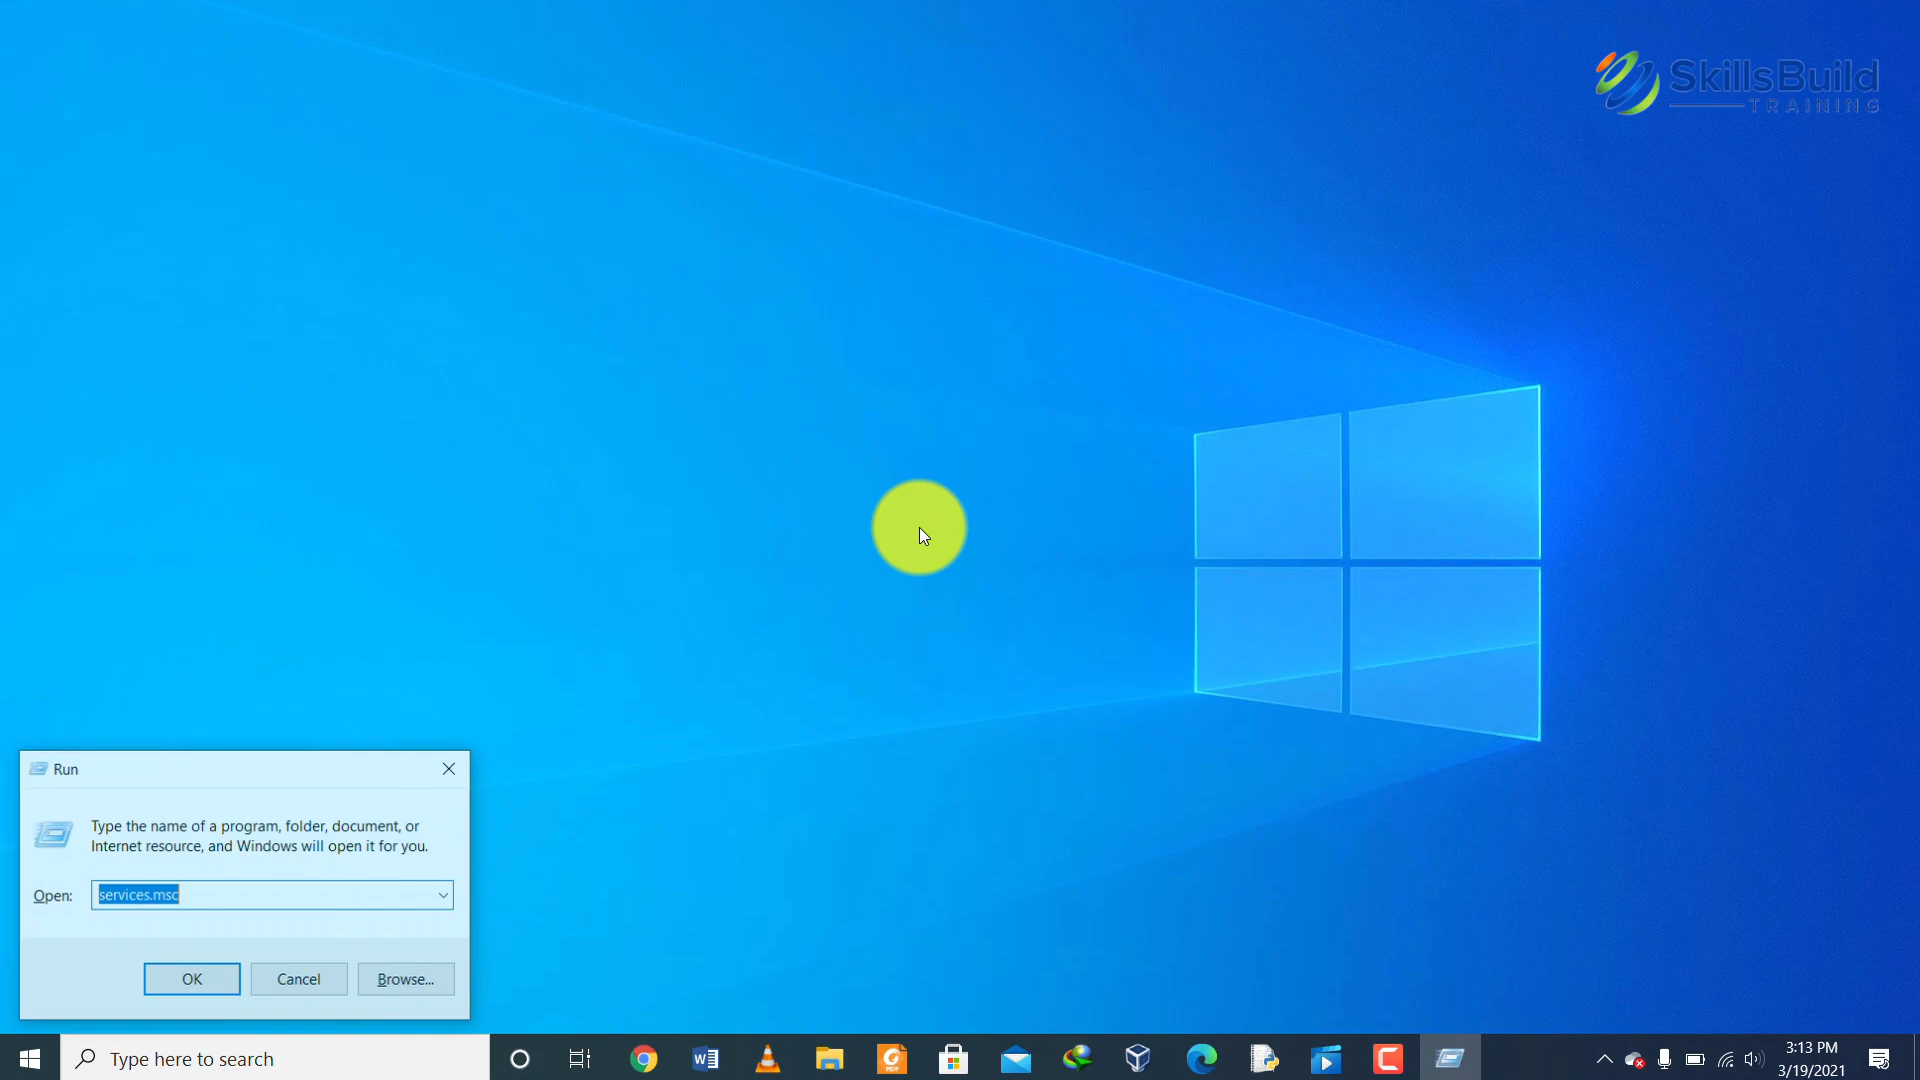 SkillsBuild
TRAINING
Run
Type the name of a program, folder, document, or
Internet resource, and Windows will open it for you.
Open: services.msc
OK Cancel Browse...
Type here to search
3:13 PM
3/19/2021